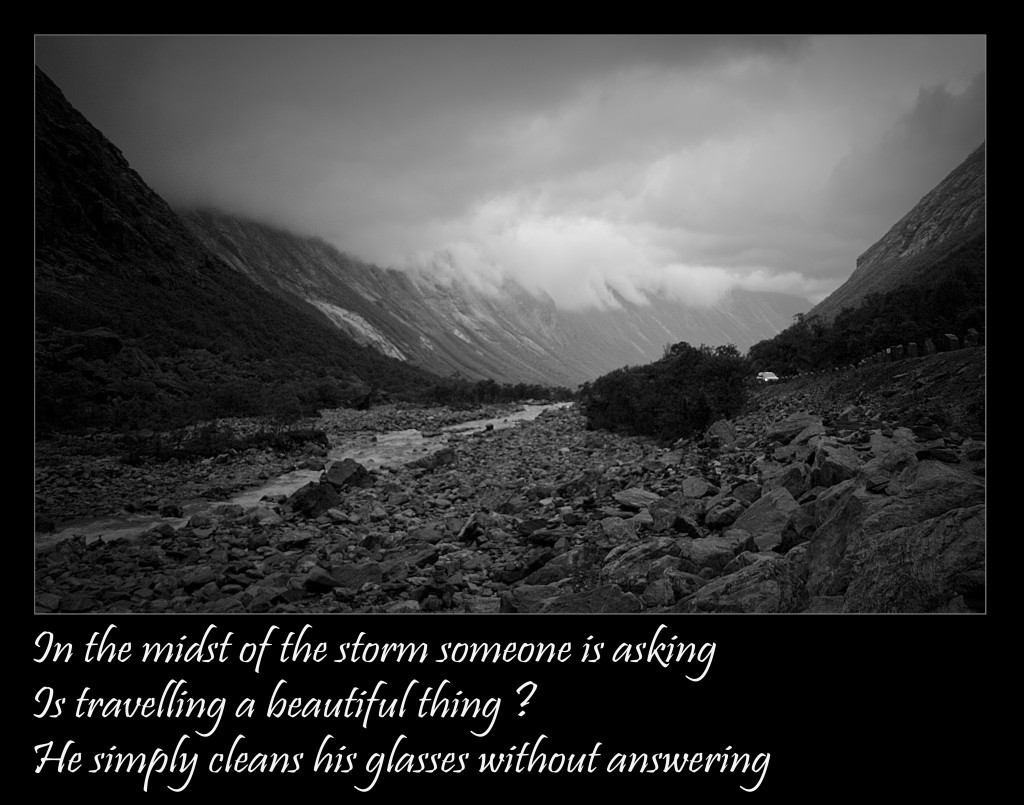 In the midst of the storm someone is asking
Is travelling a beautiful thing ?
He simply cleans his glasses without answering